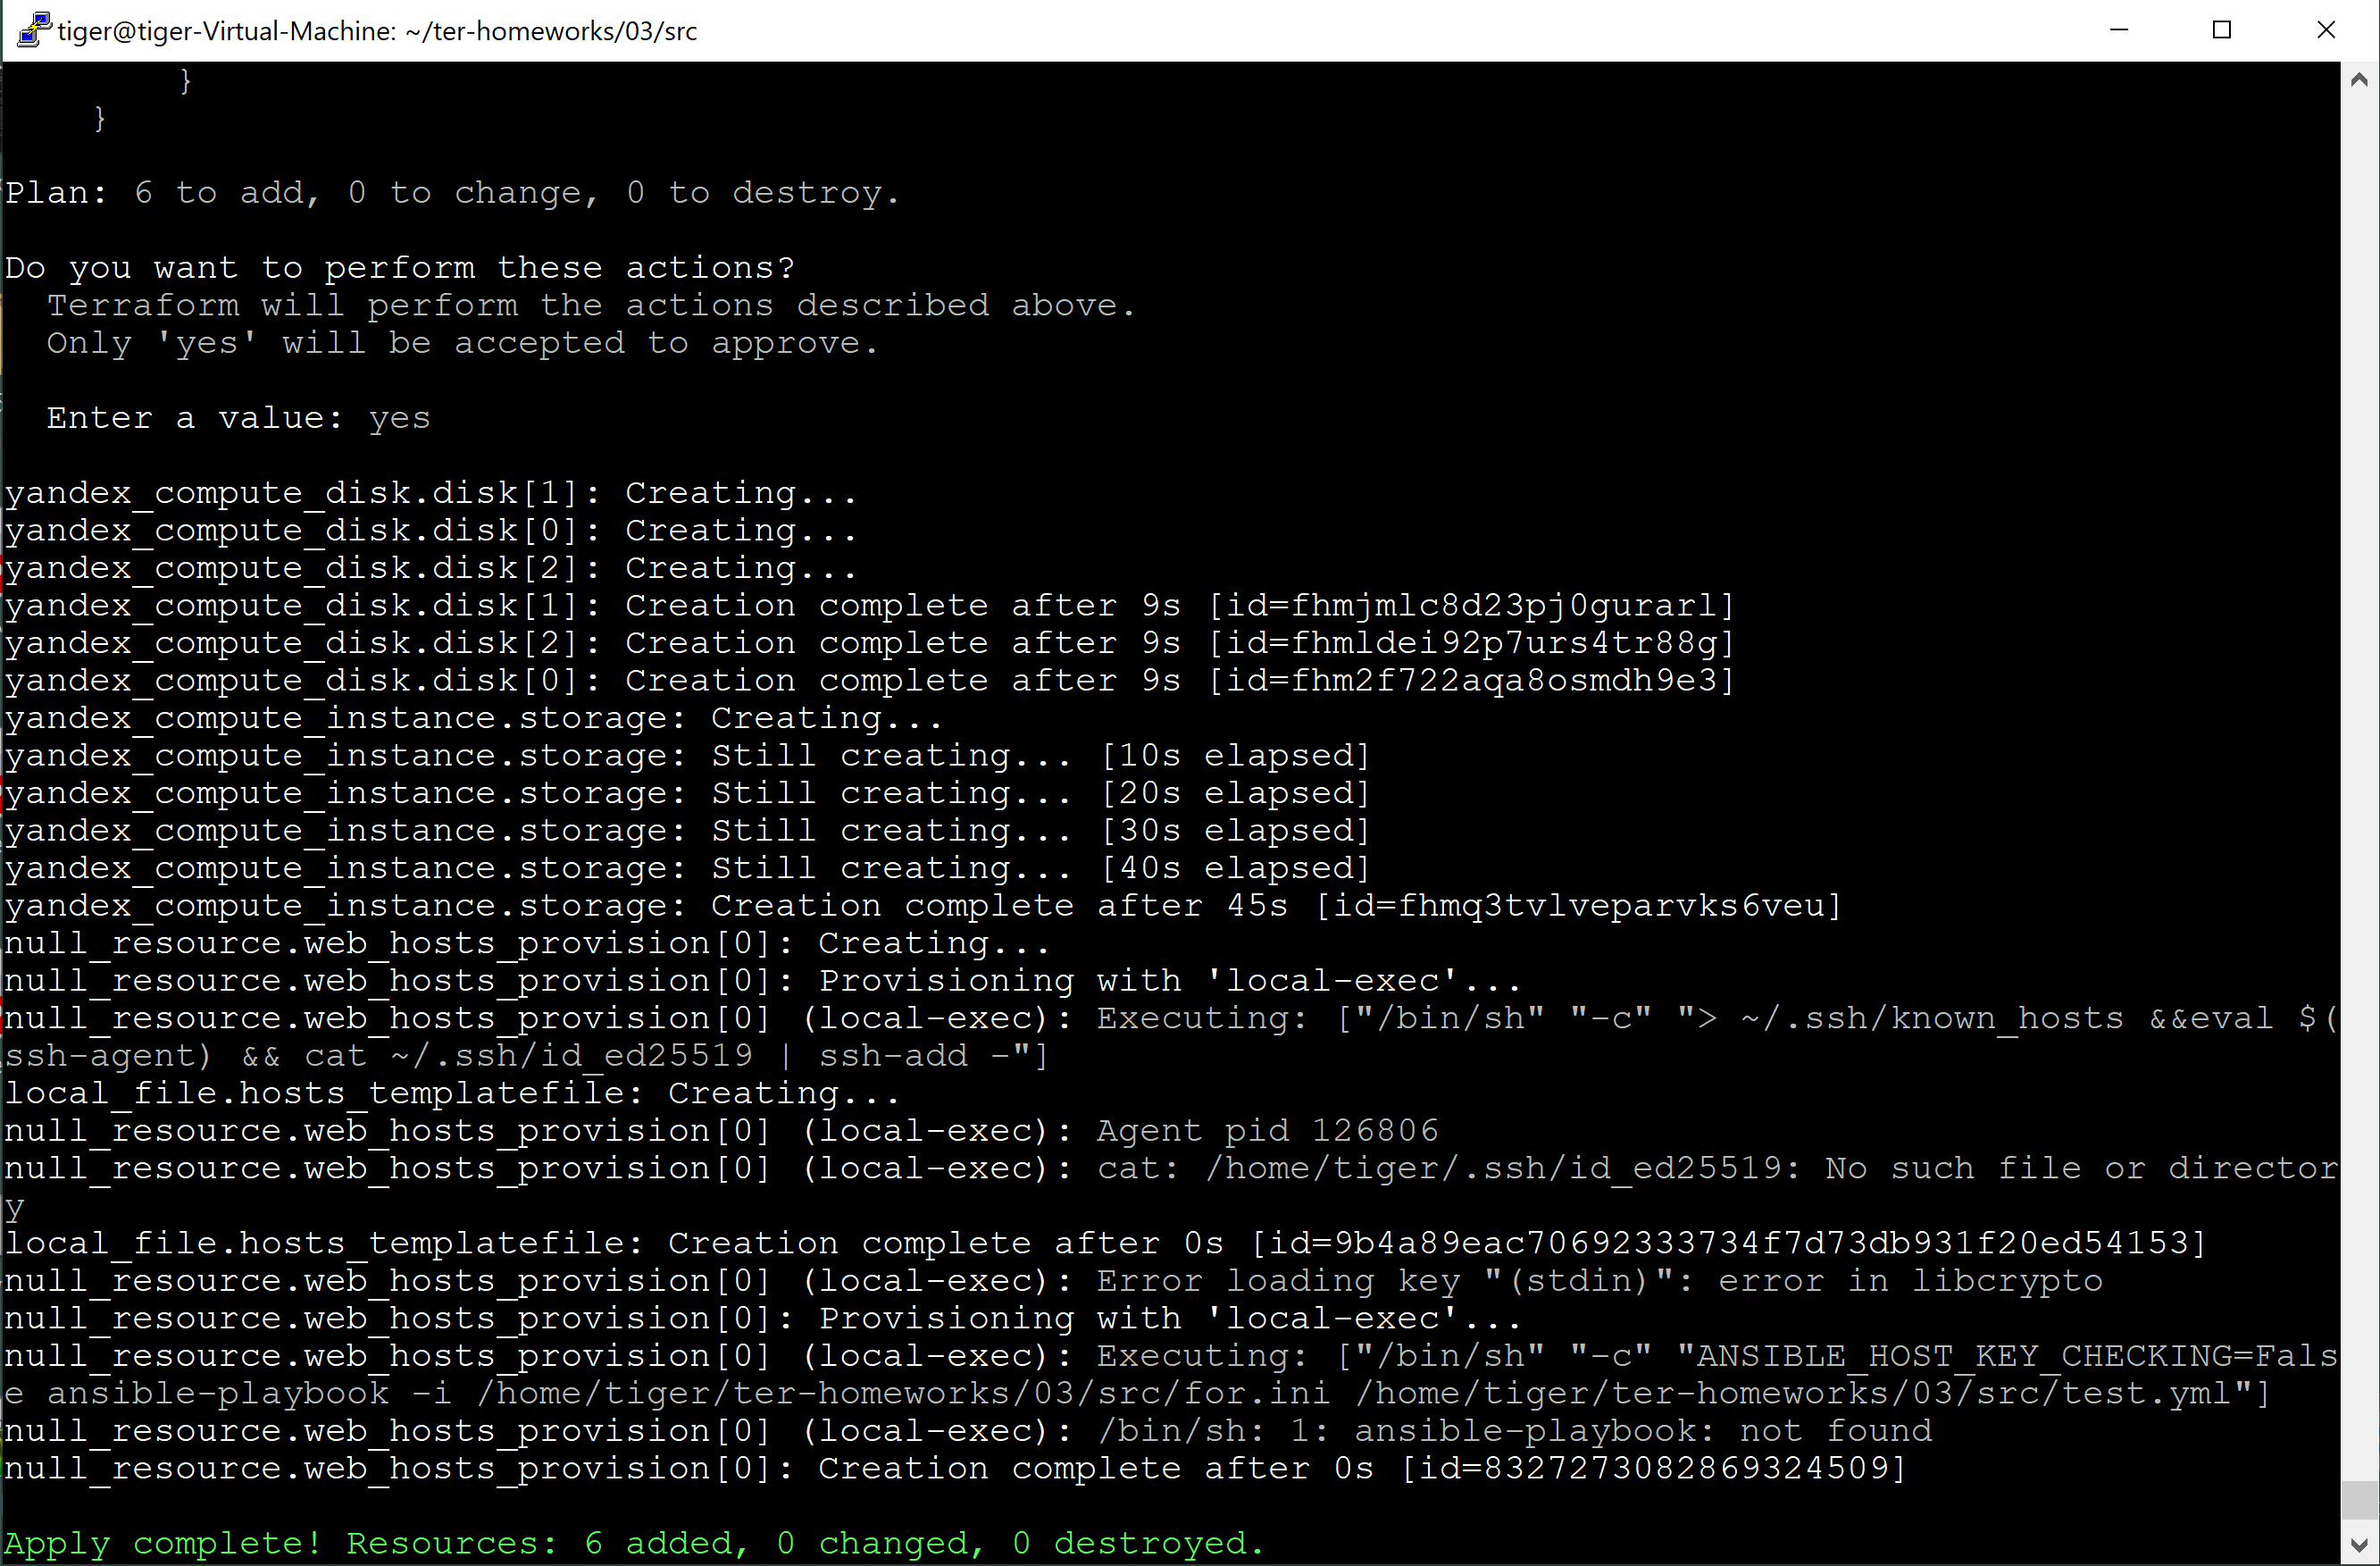 tiger@tiger-Virtual-Machine: ~/ter-homeworks/03/src
}
}
Plan: 6 to add, 0 to change, 0 to destroy.
Do you want to perform these actions?
Terraform will perform the actions described above.
Only 'yes' will be accepted to approve.
Enter a value: yes
yandex_compute_disk.disk[1]: Creating...
yandex_compute_disk.disk[0]: Creating...
yandex_compute_disk.disk[2]: Creating...
yandex_compute_disk.disk[1]: Creation complete after 9s [id=fhmjmlc8d23pj0gurarl]
yandex_compute_disk.disk[2]: Creation complete after 9s [id=fhmldei92p7urs4tr88g]
yandex_compute_disk.disk[0]: Creation complete after 9s [id=fhm2f722aqa8osmdh9e3]
yandex_compute_instance.storage: Creating...
yandex_compute_instance.storage: Still creating... [10s elapsed]
yandex_compute_instance.storage: Still creating... [20s elapsed]
yandex_compute_instance.storage: Still creating... [30s elapsed]
yandex_compute_instance.storage: Still creating... [40s elapsed]
yandex_compute_instance.storage: Creation complete after 45s [id=fhmq3tvlveparvks6veu]
null_resource.web_hosts_provision[0]: Creating...
null_resource.web_hosts_provision[0]: Provisioning with 'local-exec'...
null_resource.web_hosts_provision[0] (local-exec): Executing: ["/bin/sh" "-c" "> ~/.ssh/known_hosts &&eval $(
ssh-agent) && cat ~/.ssh/id_ed25519 | ssh-add -"]
local_file.hosts_templatefile: Creating...
null_resource.web_hosts_provision[0] (local-exec): Agent pid 126806
null_resource.web_hosts_provision[0] (local-exec): cat: /home/tiger/.ssh/id_ed25519: No such file or director
y
local_file.hosts_templatefile: Creation complete after 0s [id=9b4a89eac70692333734f7d73db931f20ed54153]
null_resource.web_hosts_provision[0] (local-exec): Error loading key "(stdin)": error in libcrypto
null_resource.web_hosts_provision[0]: Provisioning with 'local-exec'...
null_resource.web_hosts_provision[0] (local-exec): Executing: ["/bin/sh" "-c" "ANSIBLE_HOST_KEY_CHECKING=Fals
e ansible-playbook -i /home/tiger/ter-homeworks/03/src/for.ini /home/tiger/ter-homeworks/03/src/test.yml"]
null_resource.web_hosts_provision[0] (local-exec): /bin/sh: 1: ansible-playbook: not found
null_resource.web_hosts_provision[0]: Creation complete after 0s [id=8327273082869324509]
Apply complete! Resources: 6 added, 0 changed, 0 destroyed.